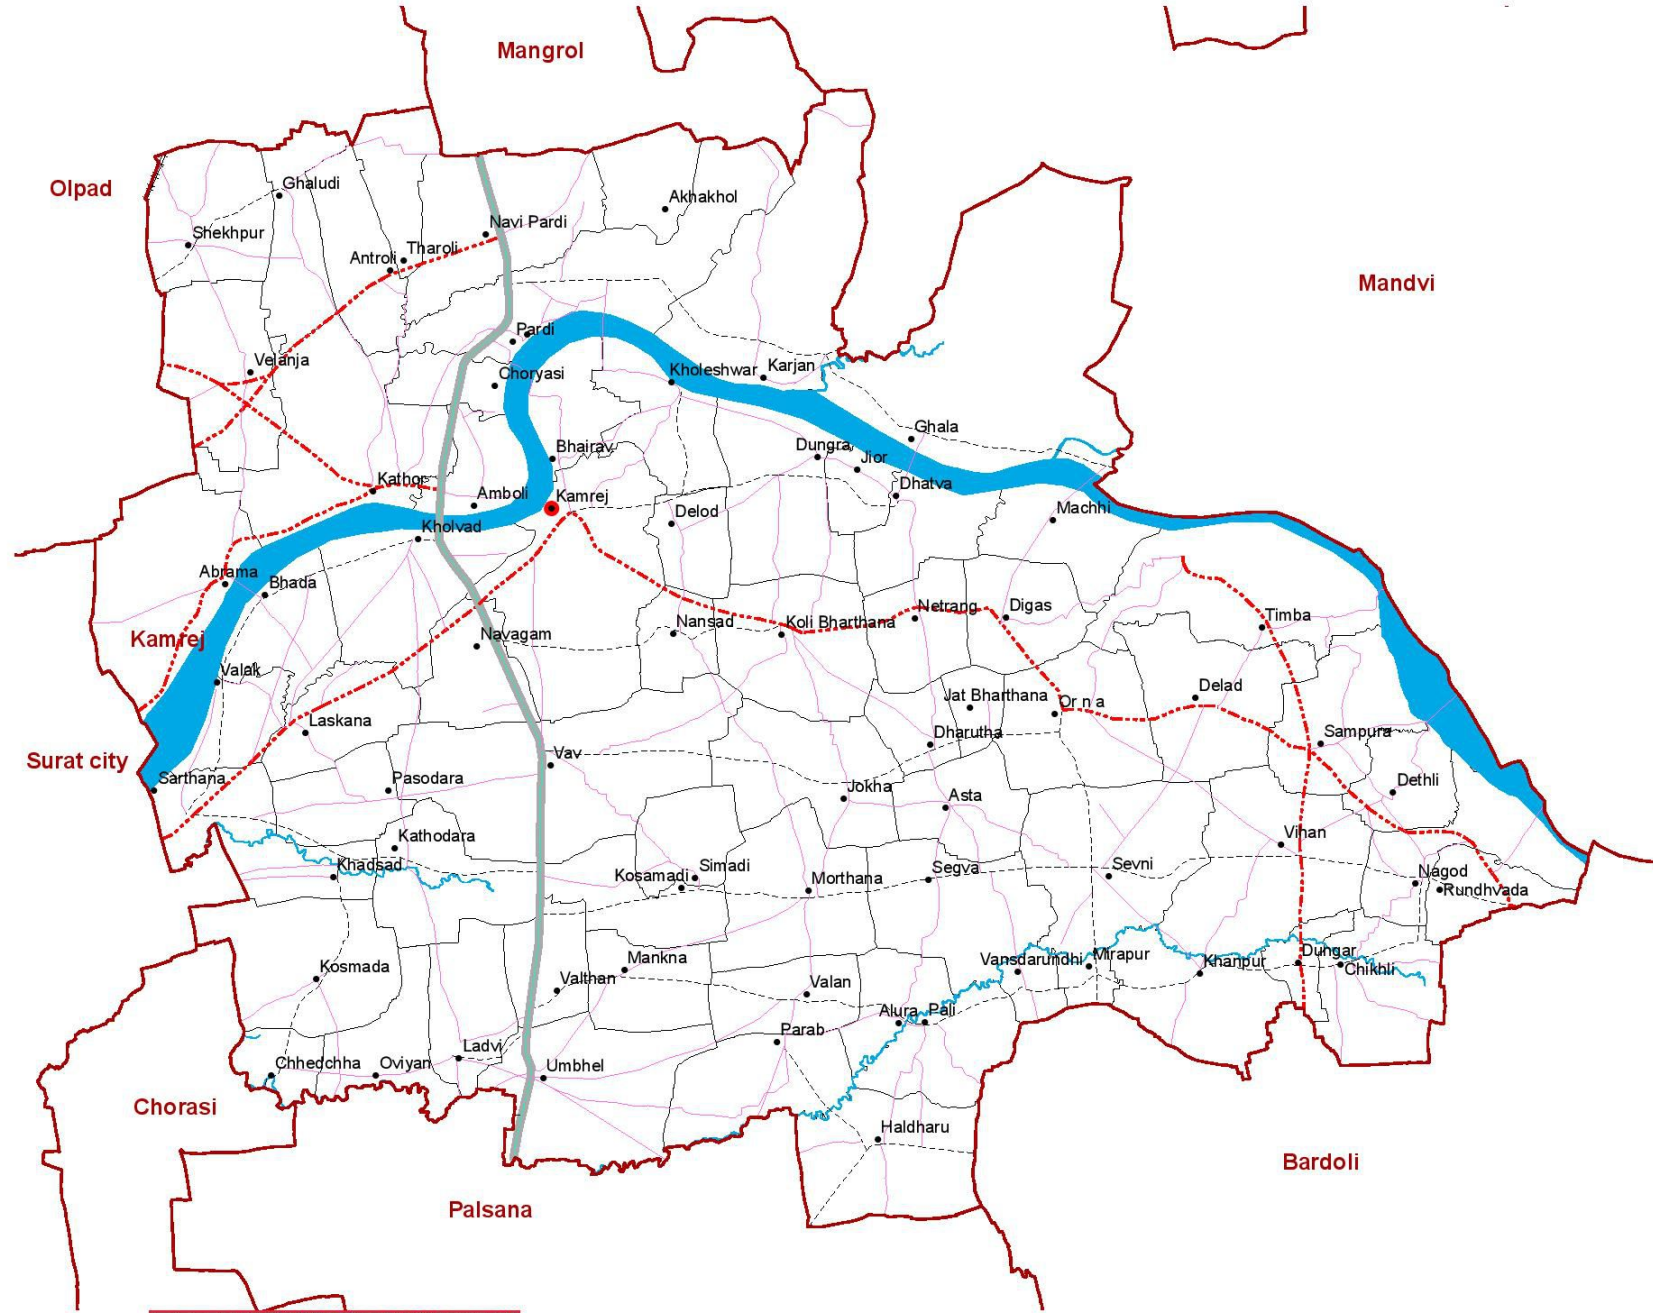 Mangrol
Olpad
Ghaludi
Akhakhol
Shekhpur
Navi Pardi
Tharoli
Antroli
Mandvi
Pardi
Velanja
Choryasi
Kholeshwar
Karjan
Ghala
Bhairav
Dungra
Jior
Kathor
Amboli
Kamrej
Dhatva
Delod
Machhi
Kholvad
Abrama
Bhada
Netrang
Digas
Timba
Kamrej
Navagam
Nansad
Koli Bharthana
Valak
Jat Bharthana
Orna
Delad
Laskana
Dharutha
Sampura
Surat city
Vav
Sarthana
Pasodara
Jokha
Asta
Dethli
Kathodara
Vihan
Khadsad
Kosamadi
Simadi
Morthana
Segva
Sevni
Nagod
Rundhvada
Kosmada
Mankna
Valthan
Valan
Vansdarundhi
Mirapur
Khanpur
Dungar
Chikhli
Alura
Pali
Parab
Ladvi
Chhedchha
Oviyan
Umbhel
Chorasi
Haldharu
Bardoli
Palsana